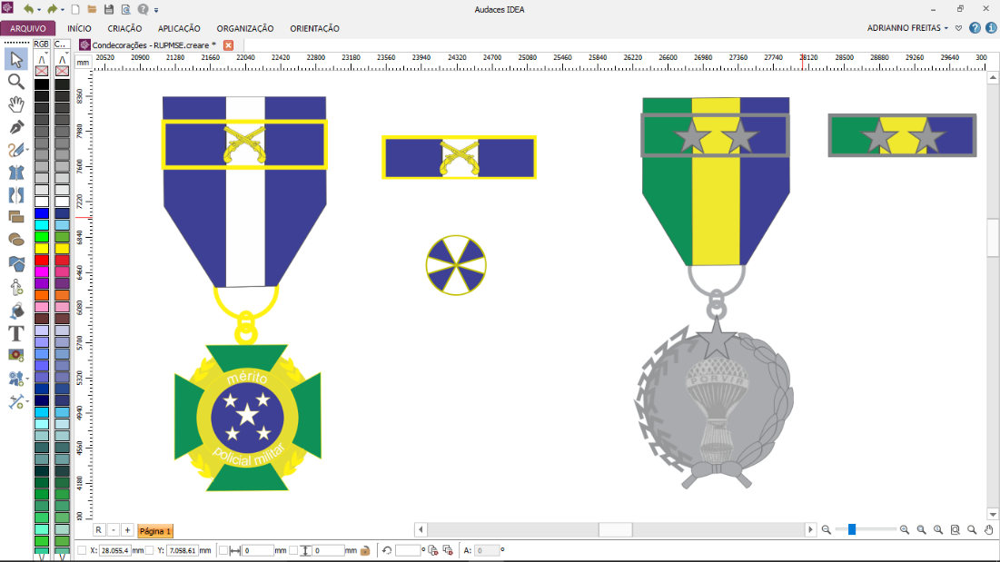 Audaces IDEA
ARQUIVO INÍCIO CRIAÇÃO APLICAÇÃO ORGANIZAÇÃO ORIENTAÇÃO ADRIANNO FREITAS
RGB C... Condecorações - RUPMSE.creare *
mm 20520 20900 21280 21660 22040 22420 22800 23180 23560 23940 24320 24700 25080 25460 25840 26220 26600 26980 27360 27740 28120 28500 28880 29260 29640 300
8360
7980
7600
7220
6840
6460
6080
5700
5320
4940
4560
4180
mérito
policial militar
SERVIR
R - + Página 1
X: 28.055,4 mm Y: 7.058,61 mm 0 mm 0 mm º A: 0 º